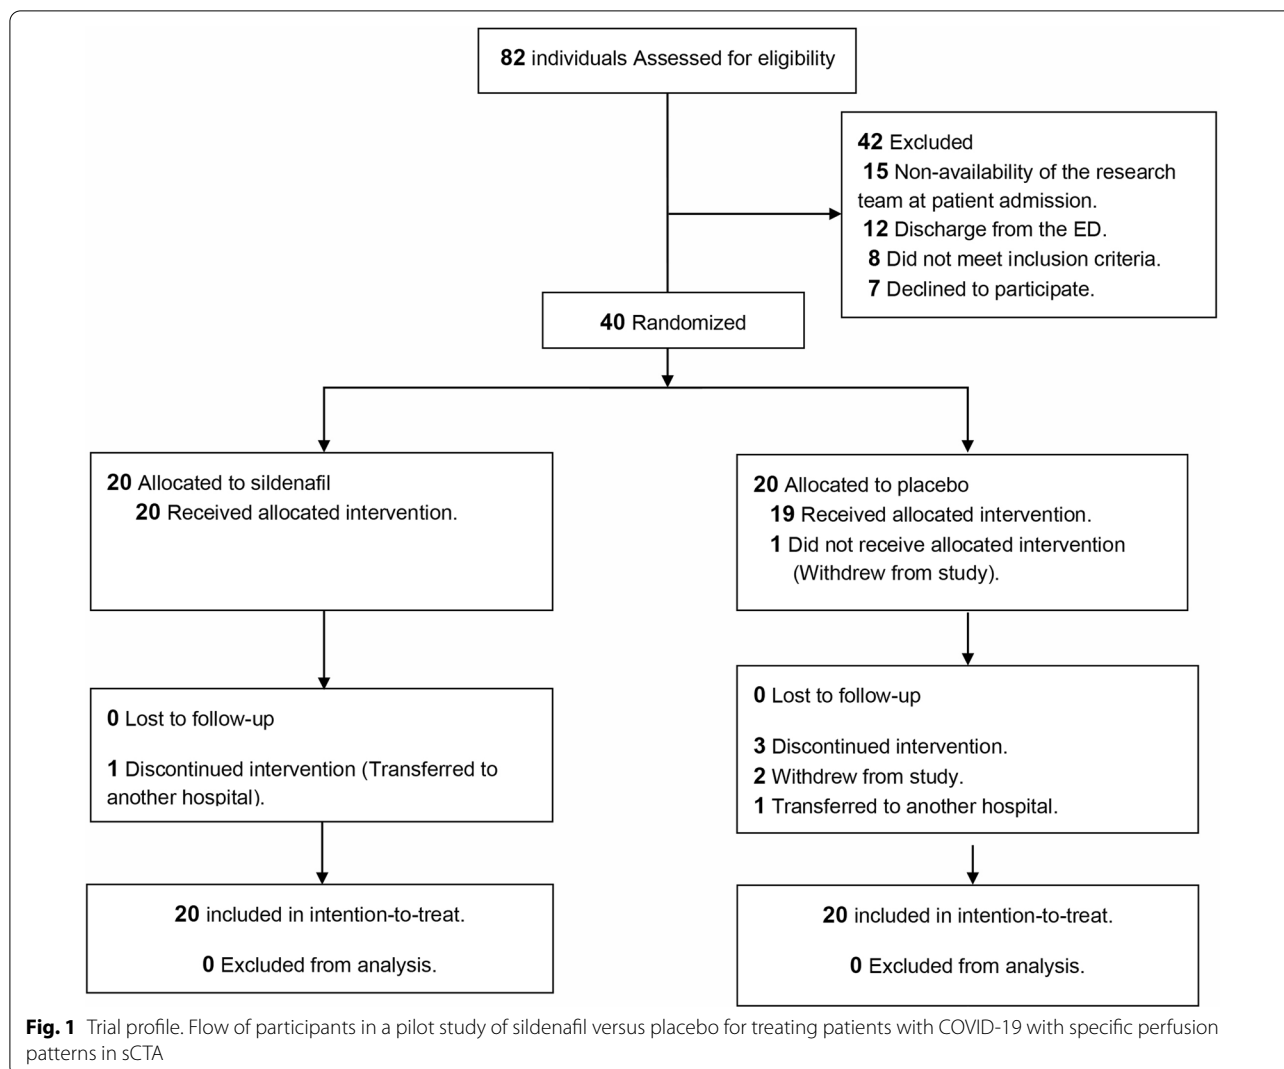 82 individuals Assessed for eligibility
42 Excluded
15 Non-availability of the research
team at patient admission.
12 Discharge from the ED.
8 Did not meet inclusion criteria.
7 Declined to participate.
40 Randomized
20 Allocated to sildenafil
20 Received allocated intervention.
20 Allocated to placebo
19 Received allocated intervention.
1 Did not receive allocated intervention
(Withdrew from study).
0 Lost to follow-up
1 Discontinued intervention (Transferred to
another hospital).
0 Lost to follow-up
3 Discontinued intervention.
2 Withdrew from study.
1 Transferred to another hospital.
20 included in intention-to-treat.
0 Excluded from analysis.
20 included in intention-to-treat.
0 Excluded from analysis.
Fig. 1 Trial profile. Flow of participants in a pilot study of sildenafil versus placebo for treating patients with COVID-19 with specific perfusion
patterns in sCTA